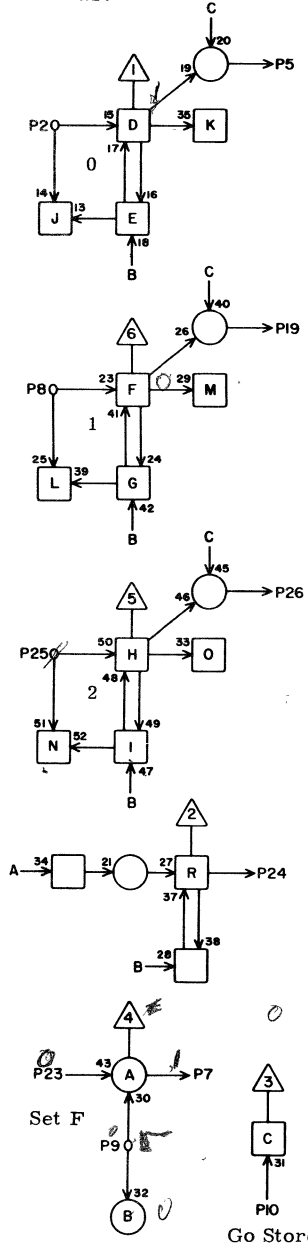 C
20
1
19
P5
P2
15
D
35
K
17
0
14
13
16
J
E
18
B
C
40
6
26
P19
P8
23
F
29
M
41
1
25
39
24
L
G
42
B
C
45
5
46
P26
P25
50
H
33
O
48
2
51
52
49
N
I
47
B
2
A
34
21
27
R
P24
37
38
B
28
4
P23
43
A
P7
30
3
Set F
P9
C
31
32
B
P10